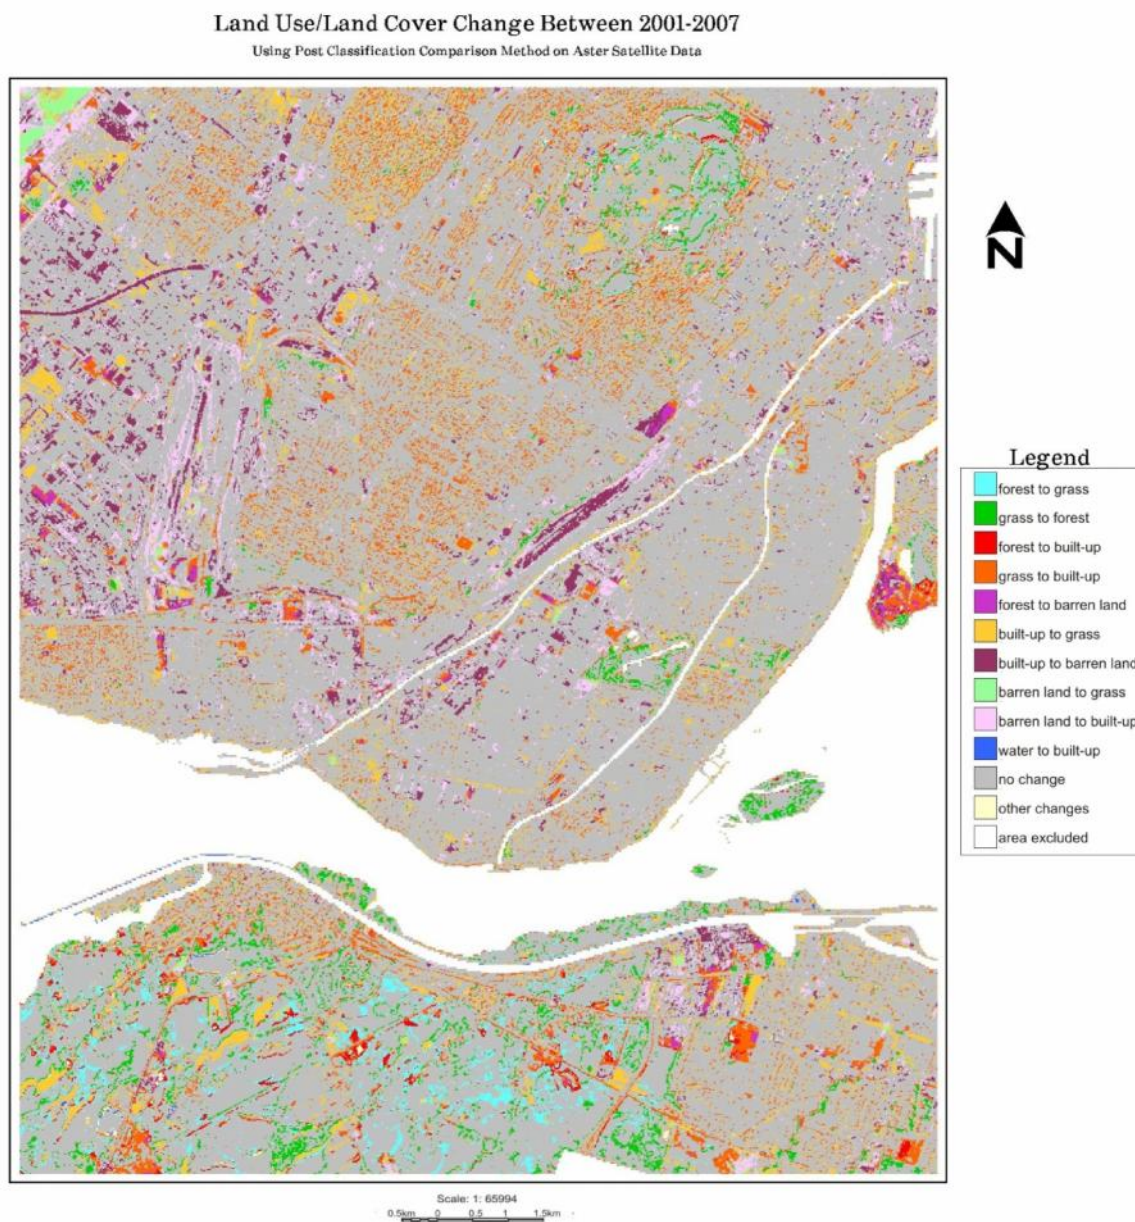 Land Use/Land Cover Change Between 2001-2007
Using Post Classification Comparison Method on Aster Satellite Data
N
Legend
forest to grass
grass to forest
forest to built-up
grass to built-up
forest to barren land
built-up to grass
built-up to barren land
barren land to grass
barren land to built-up
water to built-up
no change
other changes
area excluded
Scale: 1: 65994
0.5km 0 0.5 1 1.5km